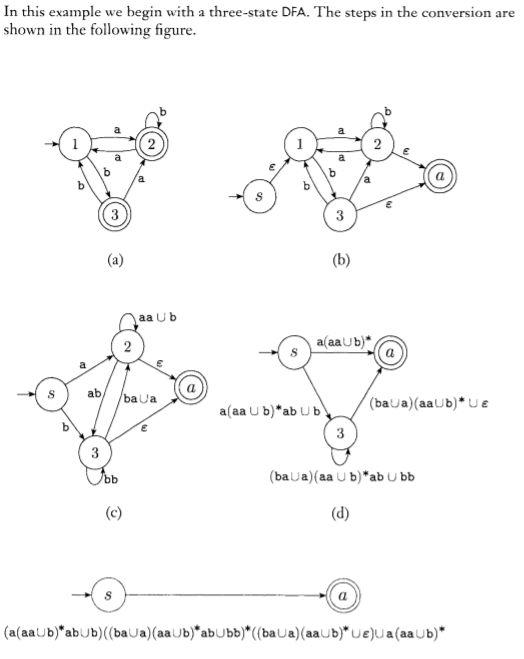 In this example we begin with a three-state DFA. The steps in the conversion are
shown in the following figure.
b
a
1
2
a
b
b
a
3
(a)
b
a
1
2
ε
a
ε
b
a
b
a
s
3
ε
(b)
aa ∪ b
2
a
ε
s
ab
ba∪a
a
b
ε
3
bb
(c)
a(aa∪b)*
s
a
a(aa ∪ b)*ab ∪ b
(ba∪a)(aa∪b)* ∪ ε
3
(ba∪a)(aa ∪ b)*ab ∪ bb
(d)
s
a
(a(aa∪b)*ab∪b)((ba∪a)(aa∪b)*ab∪bb)*((ba∪a)(aa∪b)*∪ε)∪a(aa∪b)*